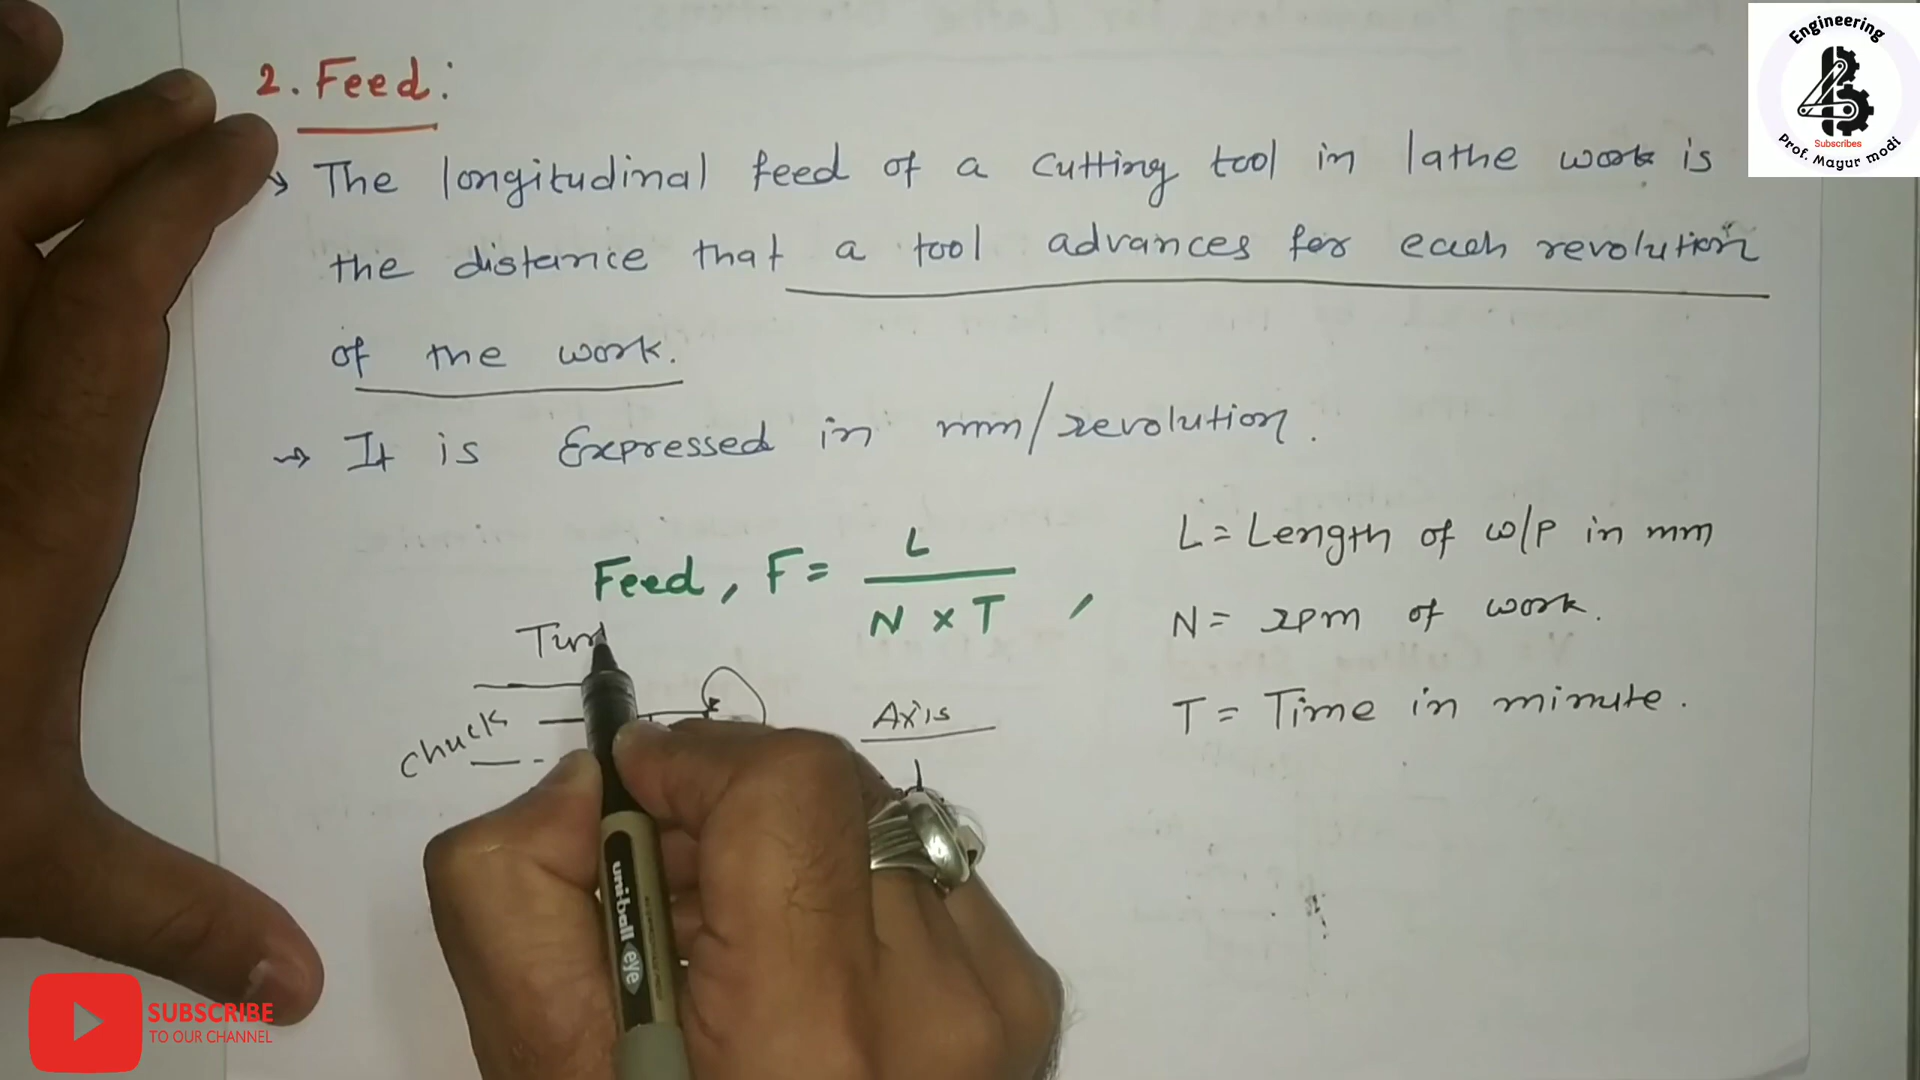 Engineering
Subscribes
Prof. Mayur modi
2. Feed:
→ The longitudinal feed of a cutting tool in lathe work is
the distance that a tool advances for each revolution
of the work.
→ It is Expressed in mm/revolution.
Feed, F = L / N x T ,
L = Length of w/p in mm
N = rpm of work.
T = Time in minute.
chuck
Axis
uni-ball eye
SUBSCRIBE
TO OUR CHANNEL